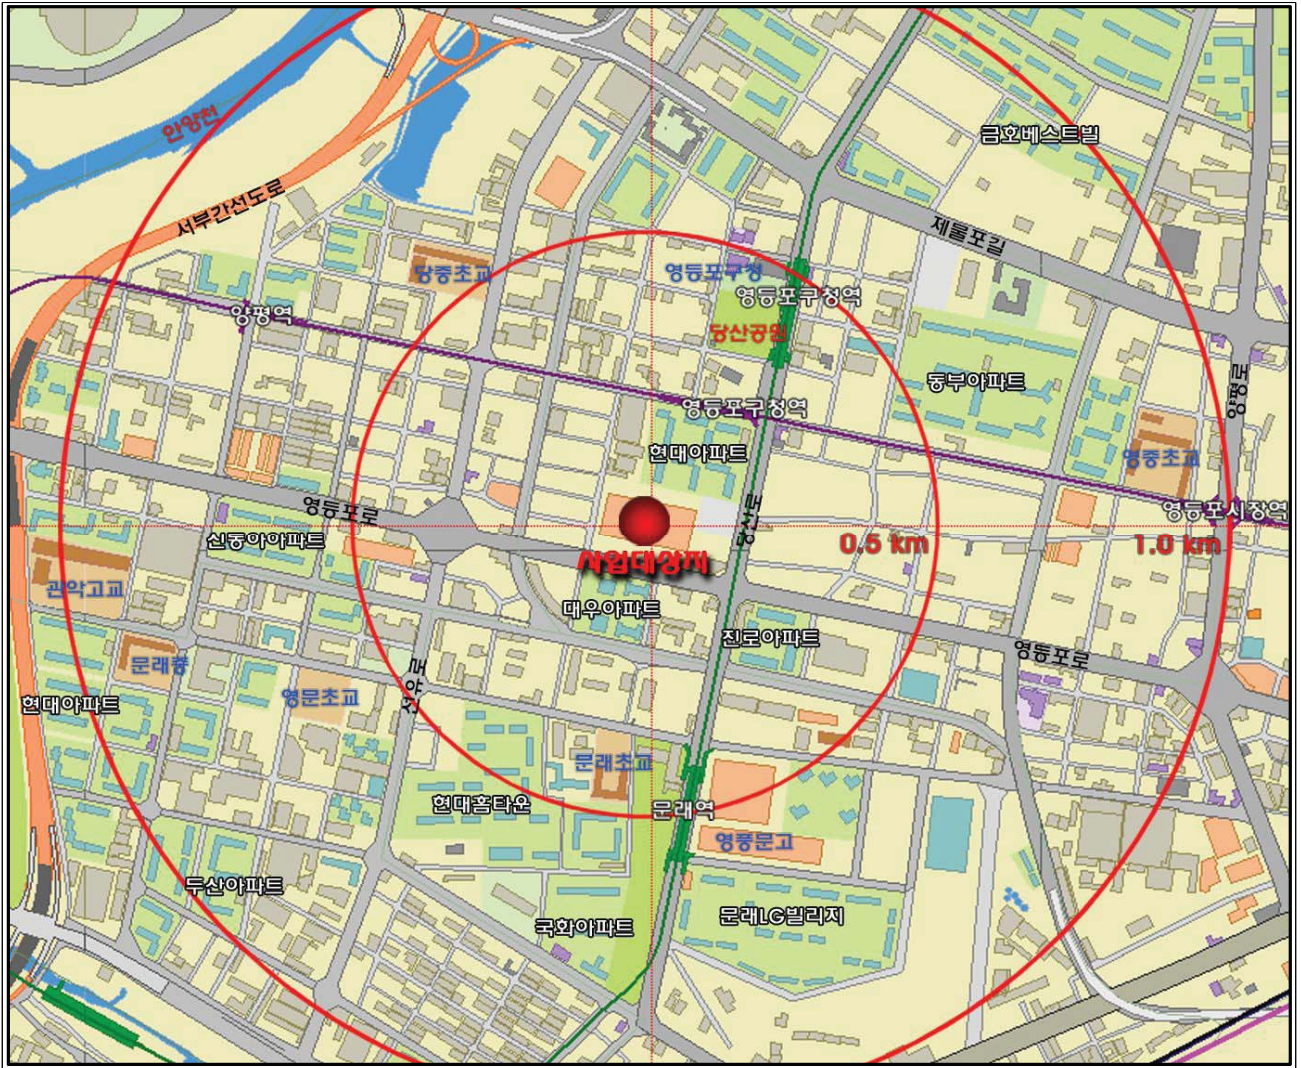 안양천
금호베스트빌
서부간선도로
제물포길
당중초교
영등포구청
영등포구청역
양평역
당산공원
동부아파트
양평로
영등포구청역
현대아파트
영중초교
영등포로
당산로
영등포시장역
신동아아파트
0.5 km
1.0 km
사업대상지
관악고교
대우아파트
진로아파트
영등포로
문래중
선유로
영문초교
현대아파트
문래초교
현대홈타운
문래역
영풍문고
두산아파트
국화아파트
문래LG빌리지